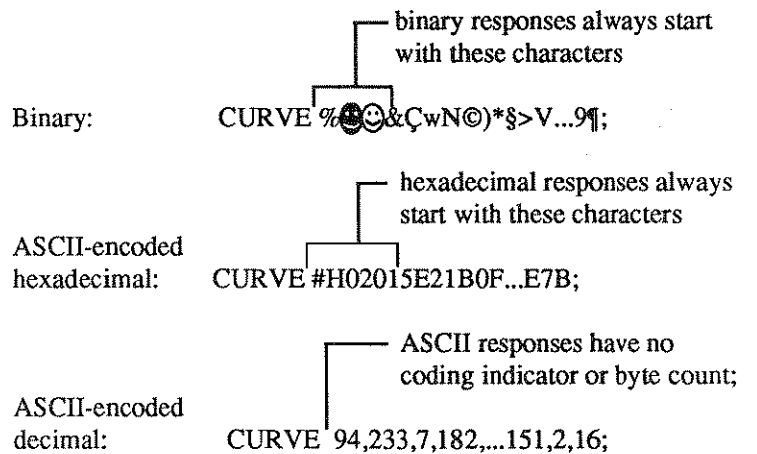 binary responses always start
with these characters
Binary: CURVE %☻☺&ÇwN©)*§>V...9¶;
hexadecimal responses always
start with these characters
ASCII-encoded
hexadecimal: CURVE #H02015E21B0F...E7B;
ASCII responses have no
coding indicator or byte count;
ASCII-encoded
decimal: CURVE 94,233,7,182,...151,2,16;